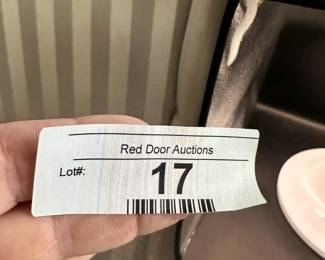 Red Door Auctions
Lot#: 17